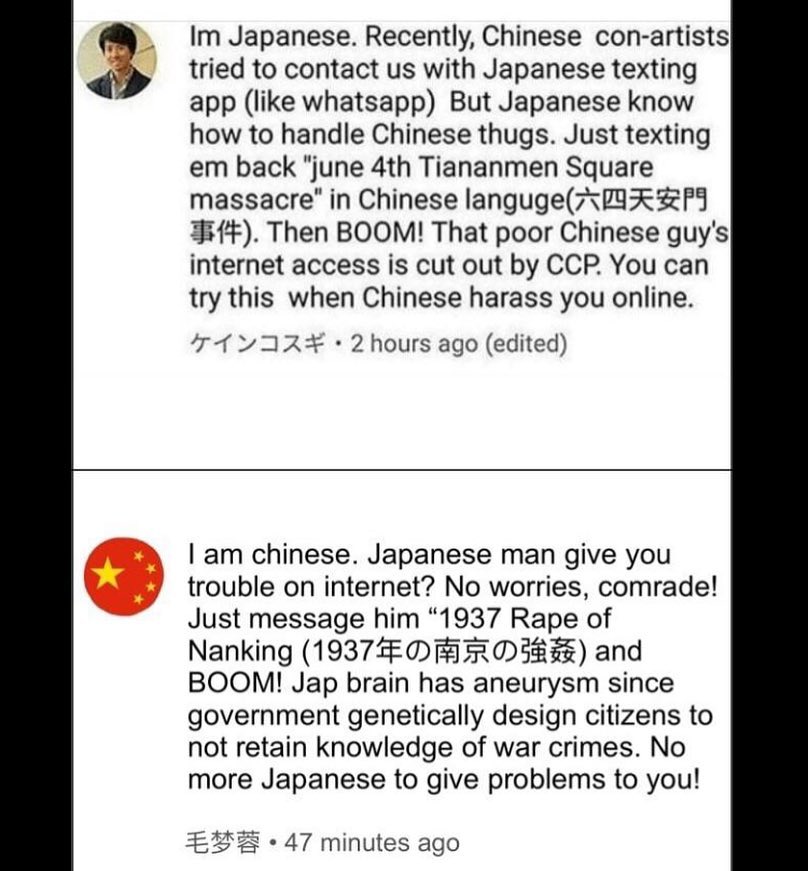 Im Japanese. Recently, Chinese con-artists
tried to contact us with Japanese texting
app (like whatsapp) But Japanese know
how to handle Chinese thugs. Just texting
em back "june 4th Tiananmen Square
massacre" in Chinese languge(六四天安門
事件). Then BOOM! That poor Chinese guy's
internet access is cut out by CCP. You can
try this when Chinese harass you online.
ケインコスギ • 2 hours ago (edited)
I am chinese. Japanese man give you
trouble on internet? No worries, comrade!
Just message him “1937 Rape of
Nanking (1937年の南京の強姦) and
BOOM! Jap brain has aneurysm since
government genetically design citizens to
not retain knowledge of war crimes. No
more Japanese to give problems to you!
毛梦蓉 • 47 minutes ago